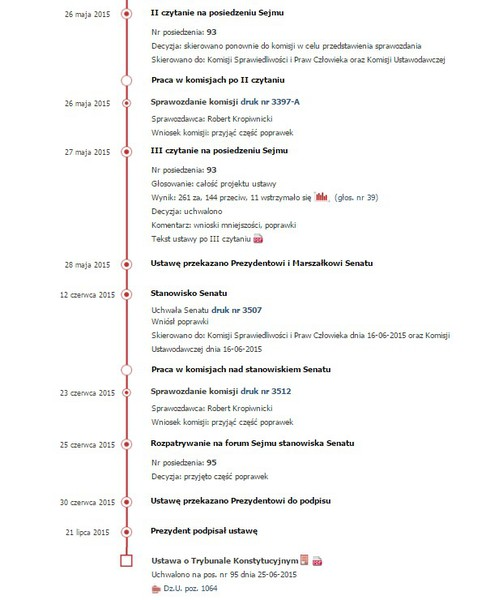 26 maja 2015
II czytanie na posiedzeniu Sejmu
Nr posiedzenia: 93
Decyzja: skierowano ponownie do komisji w celu przedstawienia sprawozdania
Skierowano do: Komisji Sprawiedliwości i Praw Człowieka oraz Komisji Ustawodawczej
Praca w komisjach po II czytaniu
26 maja 2015
Sprawozdanie komisji druk nr 3397-A
Sprawozdawca: Robert Kropiwnicki
Wniosek komisji: przyjąć część poprawek
27 maja 2015
III czytanie na posiedzeniu Sejmu
Nr posiedzenia: 93
Głosowanie: całość projektu ustawy
Wynik: 261 za, 144 przeciw, 11 wstrzymało się (głos. nr 39)
Decyzja: uchwalono
Komentarz: wnioski mniejszości, poprawki
Tekst ustawy po III czytaniu
28 maja 2015
Ustawę przekazano Prezydentowi i Marszałkowi Senatu
12 czerwca 2015
Stanowisko Senatu
Uchwała Senatu druk nr 3507
Wniósł poprawki
Skierowano do: Komisji Sprawiedliwości i Praw Człowieka dnia 16-06-2015 oraz Komisji
Ustawodawczej dnia 16-06-2015
Praca w komisjach nad stanowiskiem Senatu
23 czerwca 2015
Sprawozdanie komisji druk nr 3512
Sprawozdawca: Robert Kropiwnicki
Wniosek komisji: przyjąć część poprawek
25 czerwca 2015
Rozpatrywanie na forum Sejmu stanowiska Senatu
Nr posiedzenia: 95
Decyzja: przyjęto część poprawek
30 czerwca 2015
Ustawę przekazano Prezydentowi do podpisu
21 lipca 2015
Prezydent podpisał ustawę
Ustawa o Trybunale Konstytucyjnym
Uchwalono na pos. nr 95 dnia 25-06-2015
Dz.U. poz. 1064